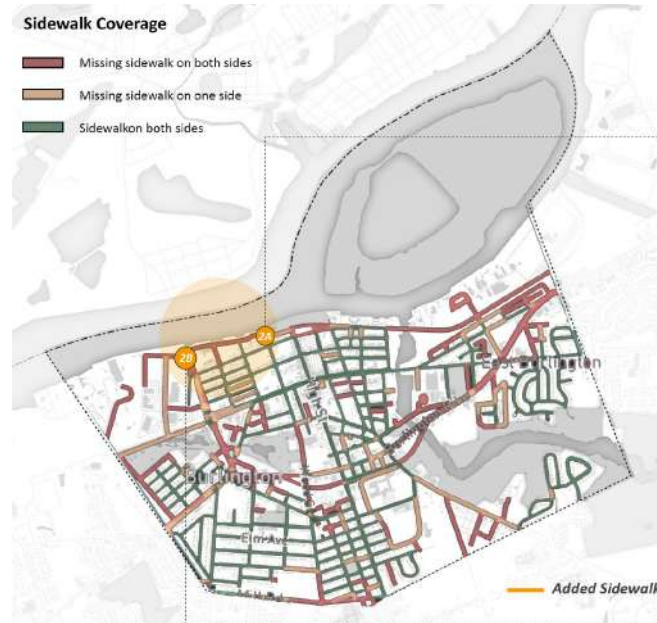 Sidewalk Coverage
Missing sidewalk on both sides
Missing sidewalk on one side
Sidewalkon both sides
2A
2B
East Burlington
High St
Burlington
Elm Ave
Added Sidewalk